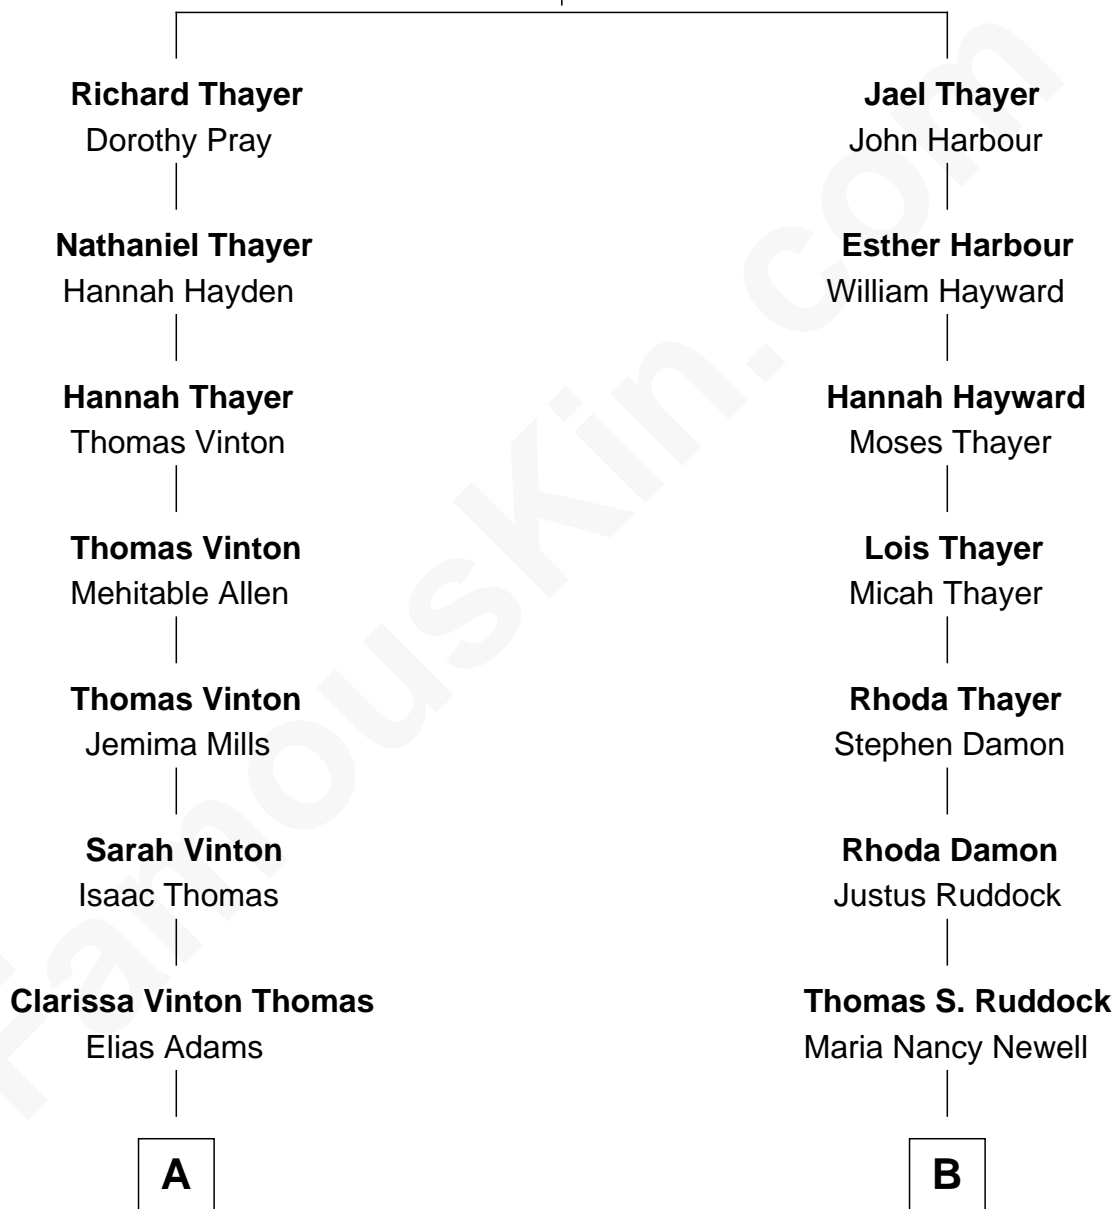 Richard Thayer
Dorothy Pray
Nathaniel Thayer
Hannah Hayden
Hannah Thayer
Thomas Vinton
Thomas Vinton
Mehitable Allen
Thomas Vinton
Jemima Mills
Sarah Vinton
Isaac Thomas
Clarissa Vinton Thomas
Elias Adams
A
Jael Thayer
John Harbour
Esther Harbour
William Hayward
Hannah Hayward
Moses Thayer
Lois Thayer
Micah Thayer
Rhoda Thayer
Stephen Damon
Rhoda Damon
Justus Ruddock
Thomas S. Ruddock
Maria Nancy Newell
B
FamousKin.com